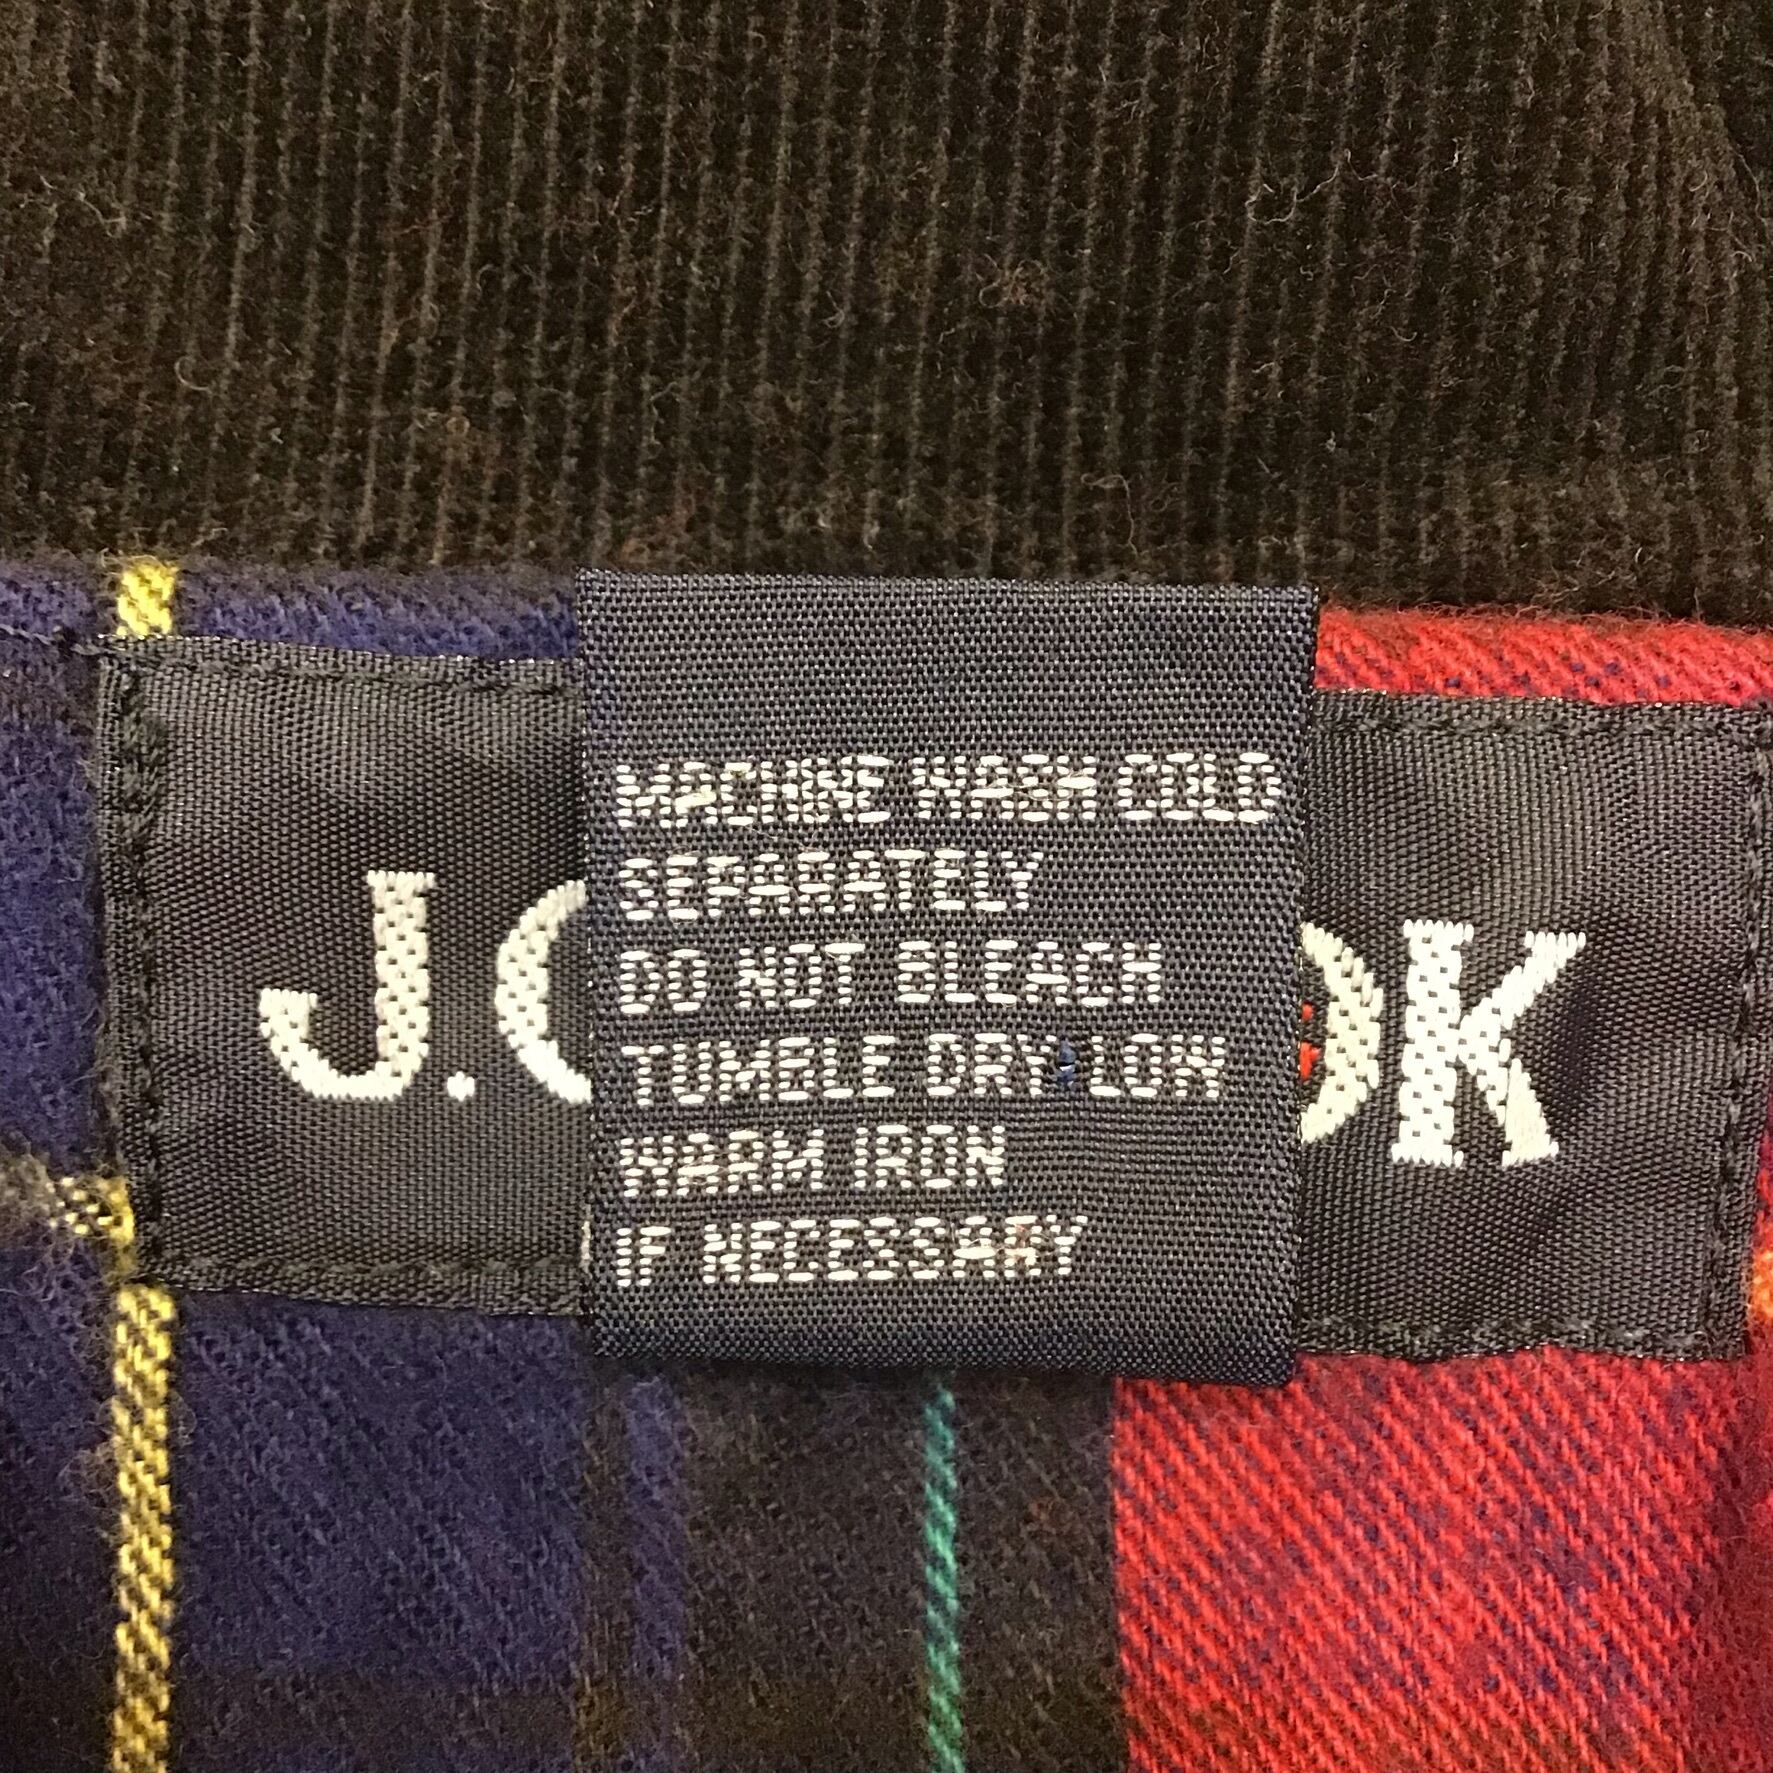 MACHINE WASH COLD
SEPARATELY
DO NOT BLEACH
TUMBLE DRY LOW
WARM IRON
IF NECESSARY